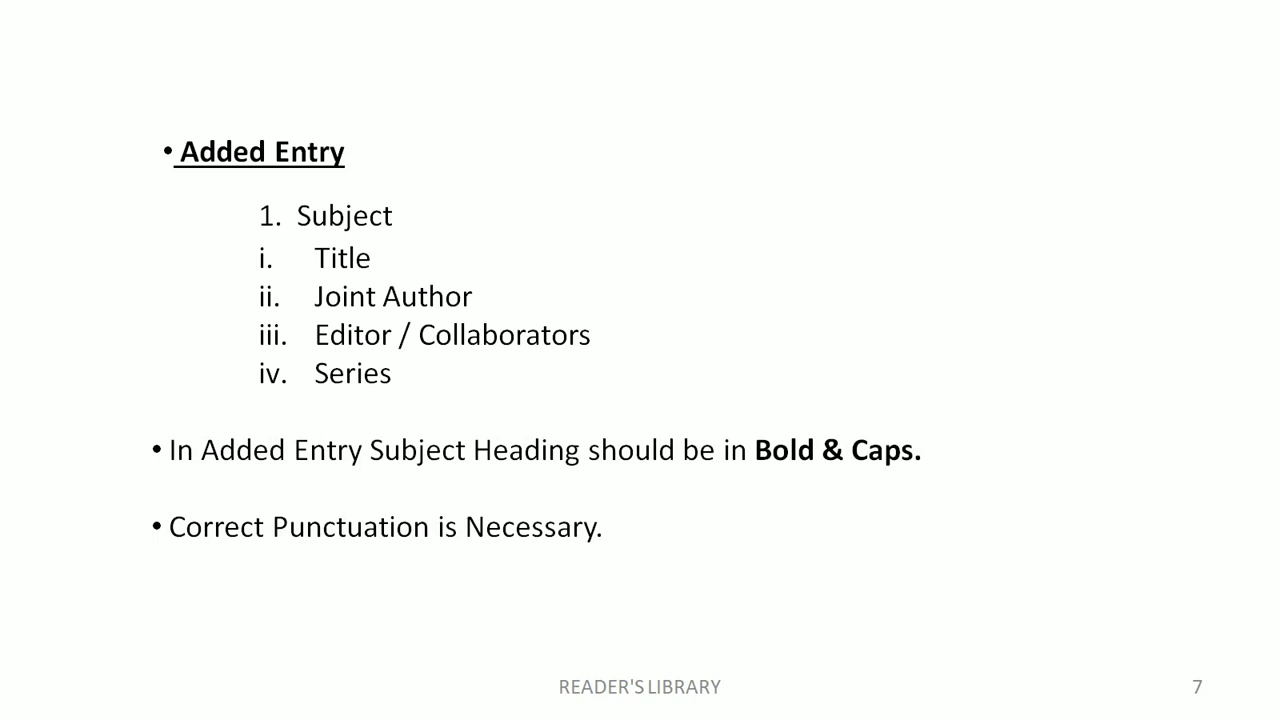 • Added Entry
1. Subject
i. Title
ii. Joint Author
iii. Editor / Collaborators
iv. Series
• In Added Entry Subject Heading should be in Bold & Caps.
• Correct Punctuation is Necessary.
READER'S LIBRARY
7